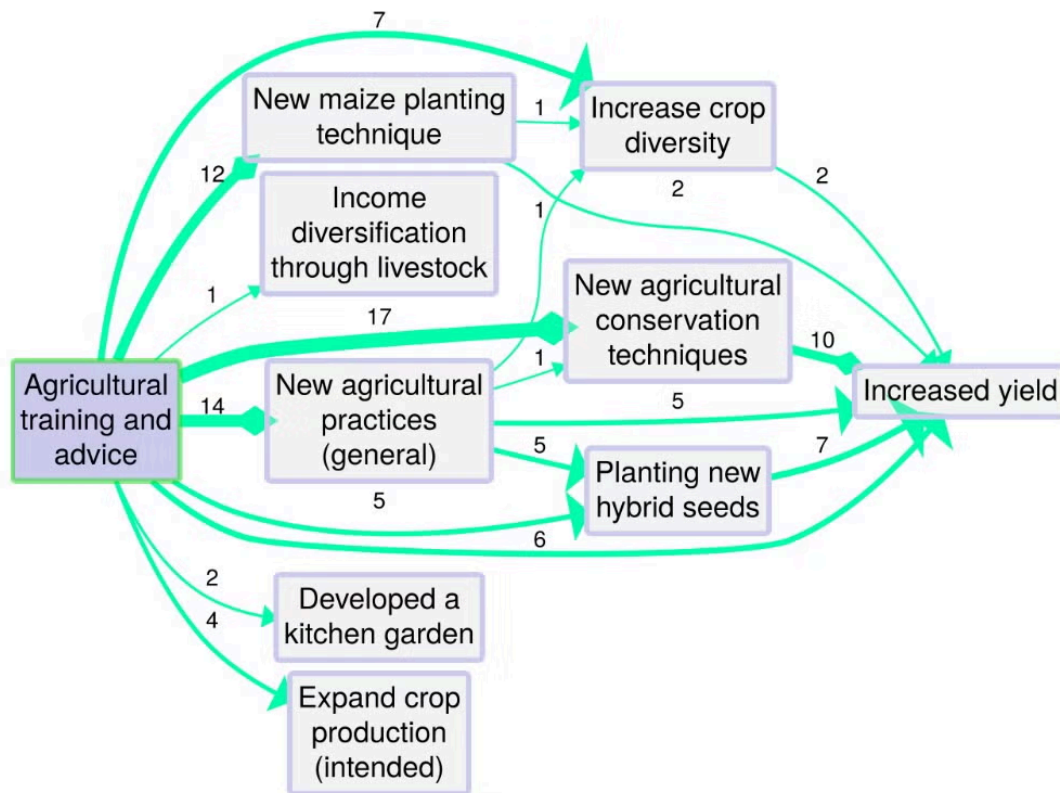 7
New maize planting
technique
1
Increase crop
diversity
12
2
2
Income
diversification
through livestock
1
1
17
New agricultural
conservation
techniques
10
Agricultural
training and
advice
14
New agricultural
practices
(general)
1
5
Increased yield
5
7
Planting new
hybrid seeds
5
6
2
Developed a
kitchen garden
4
Expand crop
production
(intended)